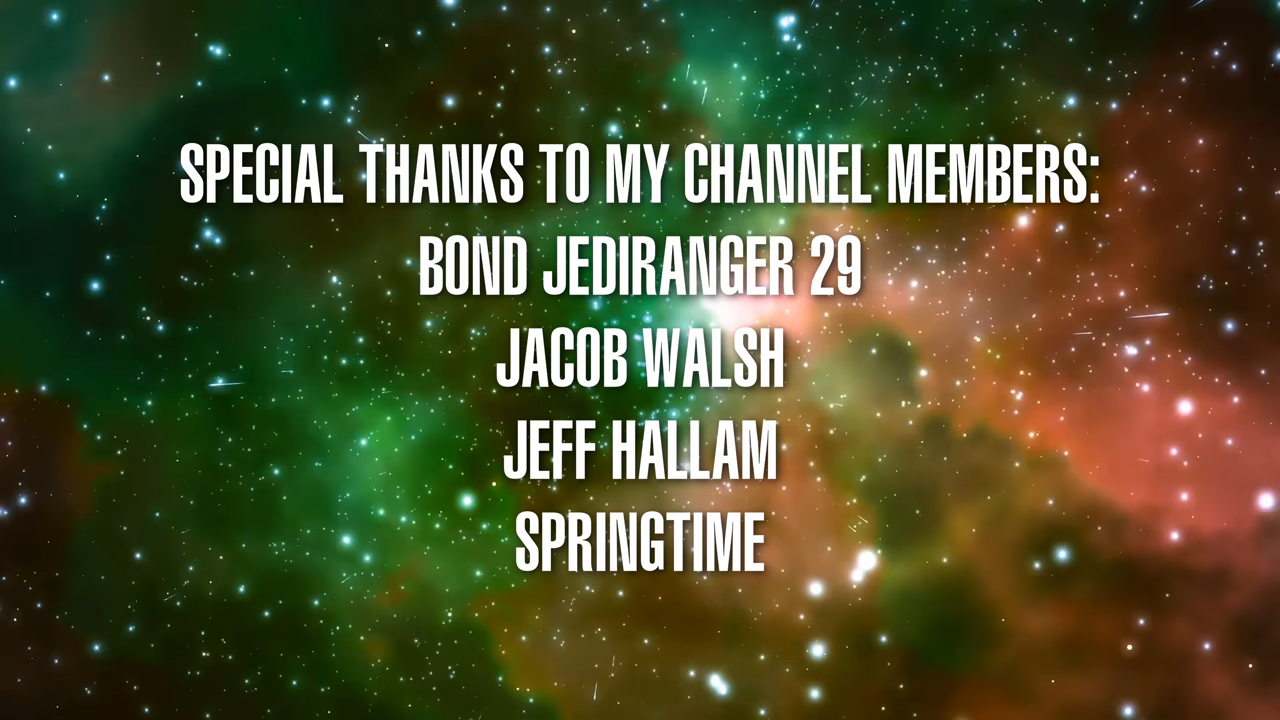 SPECIAL THANKS TO MY CHANNEL MEMBERS:
BOND JEDIRANGER 29
JACOB WALSH
JEFF HALLAM
SPRINGTIME